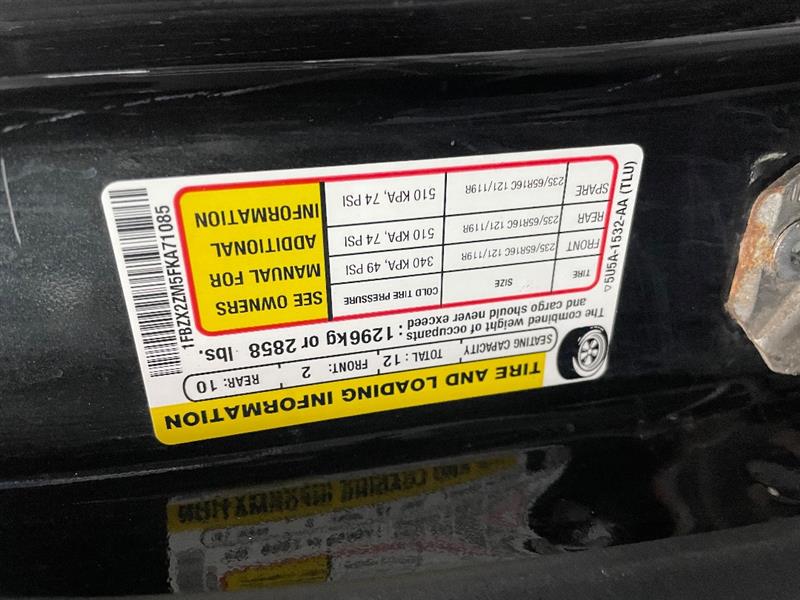 TIRE AND LOADING INFORMATION
SEATING CAPACITY TOTAL: 12 FRONT: 2 REAR: 10
The combined weight of occupants
and cargo should never exceed : 1296kg or 2858 lbs.
TIRE SIZE COLD TIRE PRESSURE
FRONT 235/65R16C 121/119R 340 KPA, 49 PSI
REAR 235/65R16C 121/119R 510 KPA, 74 PSI
SPARE 235/65R16C 121/119R 510 KPA, 74 PSI
SEE OWNERS
MANUAL FOR
ADDITIONAL
INFORMATION
▽5U5A-1532-AA (TLU)
1FBZX2ZM5FKA71085